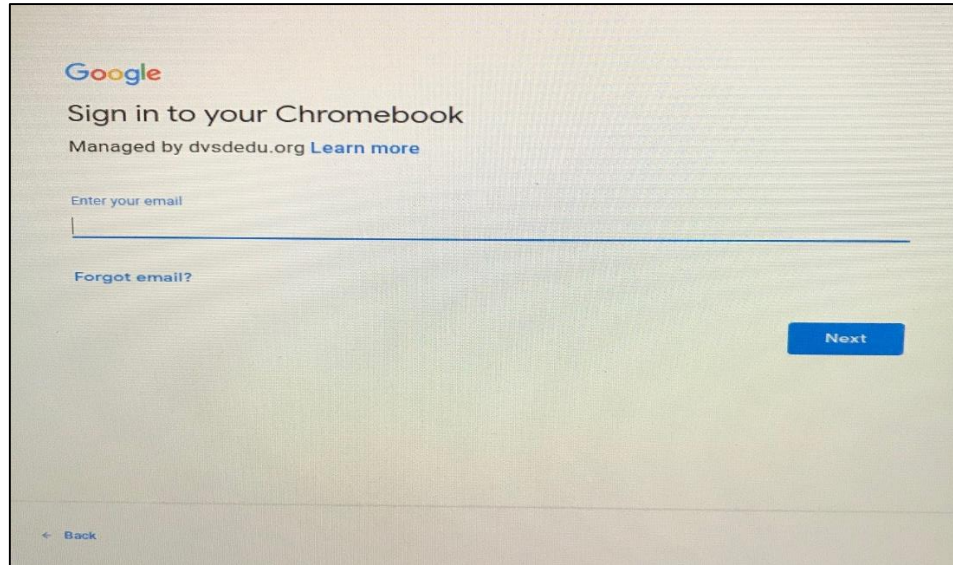 Google
Sign in to your Chromebook
Managed by dvsdedu.org Learn more
Enter your email
Forgot email?
Next
← Back